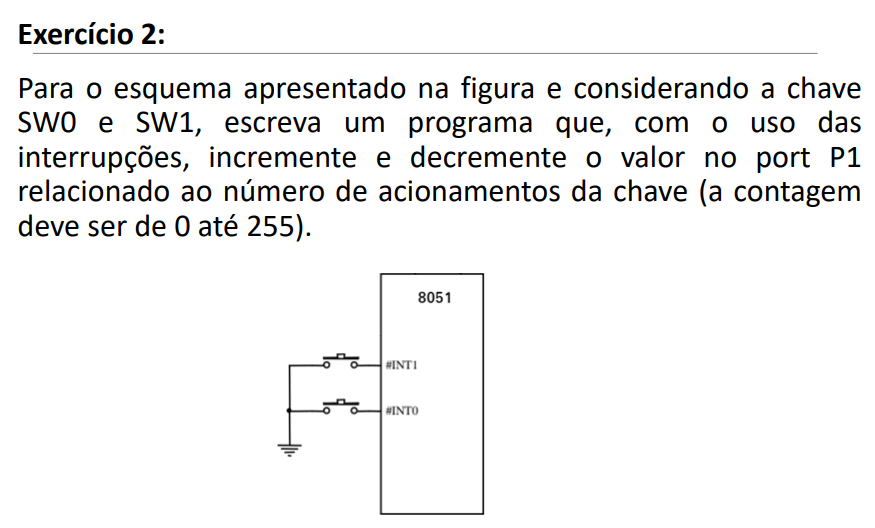 Exercício 2:
Para o esquema apresentado na figura e considerando a chave
SW0 e SW1, escreva um programa que, com o uso das
interrupções, incremente e decremente o valor no port P1
relacionado ao número de acionamentos da chave (a contagem
deve ser de 0 até 255).
8051
#INT1
#INT0